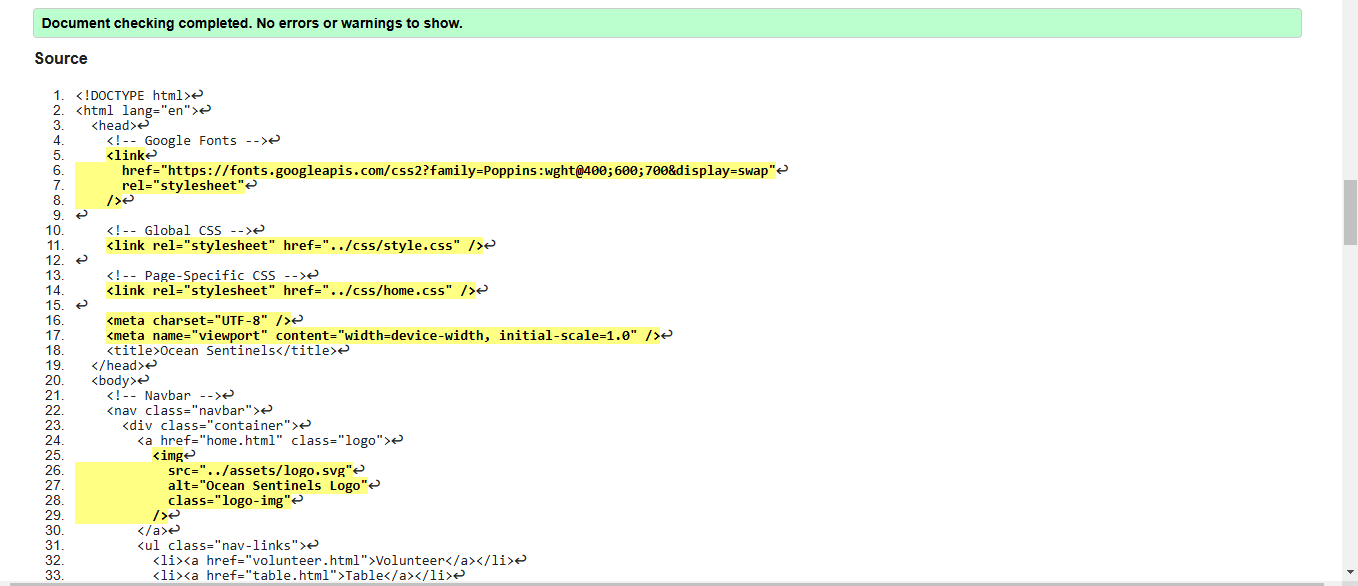 Document checking completed. No errors or warnings to show.
Source
1. <!DOCTYPE html>↩
2. <html lang="en">↩
3.   <head>↩
4.     <!-- Google Fonts -->↩
5.     <link↩
6.       href="https://fonts.googleapis.com/css2?family=Poppins:wght@400;600;700&display=swap"↩
7.       rel="stylesheet"↩
8.     />↩
9. ↩
10.     <!-- Global CSS -->↩
11.     <link rel="stylesheet" href="../css/style.css" />↩
12. ↩
13.     <!-- Page-Specific CSS -->↩
14.     <link rel="stylesheet" href="../css/home.css" />↩
15. ↩
16.     <meta charset="UTF-8" />↩
17.     <meta name="viewport" content="width=device-width, initial-scale=1.0" />↩
18.     <title>Ocean Sentinels</title>↩
19.   </head>↩
20.   <body>↩
21.     <!-- Navbar -->↩
22.     <nav class="navbar">↩
23.       <div class="container">↩
24.         <a href="home.html" class="logo">↩
25.           <img↩
26.             src="../assets/logo.svg"↩
27.             alt="Ocean Sentinels Logo"↩
28.             class="logo-img"↩
29.           />↩
30.         </a>↩
31.         <ul class="nav-links">↩
32.           <li><a href="volunteer.html">Volunteer</a></li>↩
33.           <li><a href="table.html">Table</a></li>↩